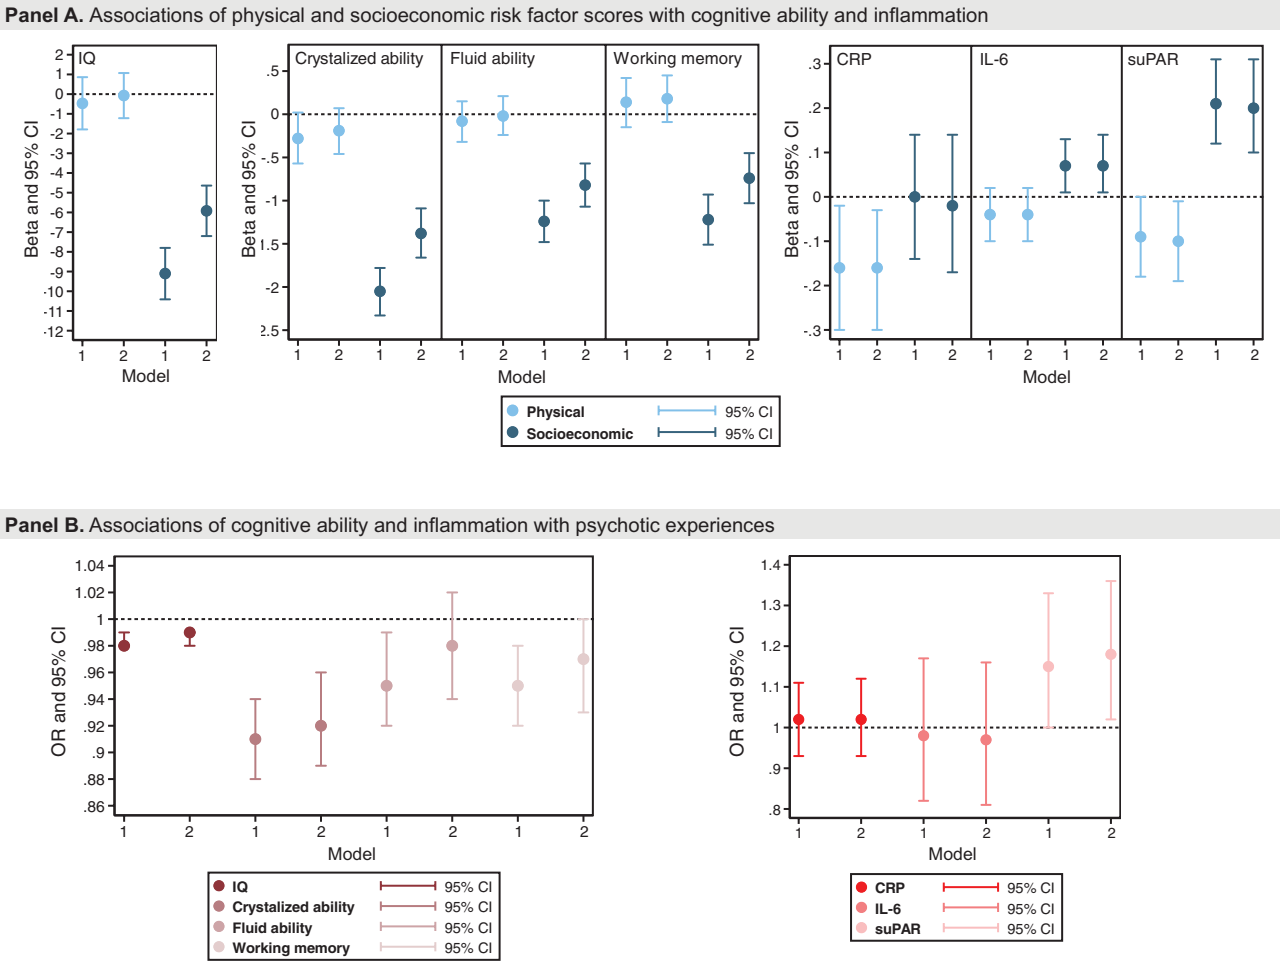 Panel A. Associations of physical and socioeconomic risk factor scores with cognitive ability and inflammation
IQ
2
1
0
-1
-2
-3
-4
-5
-6
-7
-8
-9
-10
-11
-12
Beta and 95% CI
1 2 1 2
Model
Crystalized ability Fluid ability Working memory
.5
0
-.5
-1
-1.5
-2
2.5
Beta and 95% CI
1 2 1 2 1 2 1 2 1 2 1 2
Model
CRP IL-6 suPAR
.3
.2
.1
0
-.1
-.2
-.3
Beta and 95% CI
1 2 1 2 1 2 1 2 1 2 1 2
Model
Physical 95% CI
Socioeconomic 95% CI
Panel B. Associations of cognitive ability and inflammation with psychotic experiences
1.04
1.02
1
.98
.96
.94
.92
.9
.88
.86
OR and 95% CI
1 2 1 2 1 2 1 2
Model
IQ 95% CI
Crystalized ability 95% CI
Fluid ability 95% CI
Working memory 95% CI
1.4
1.3
1.2
1.1
1
.9
.8
OR and 95% CI
1 2 1 2 1 2
Model
CRP 95% CI
IL-6 95% CI
suPAR 95% CI